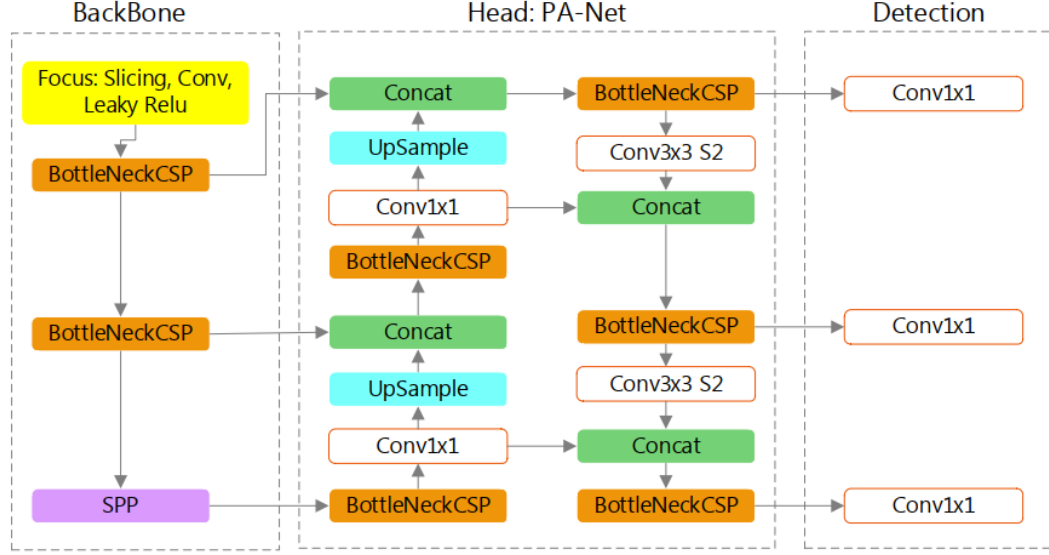 BackBone
Head: PA-Net
Detection
Focus: Slicing, Conv,
Leaky Relu
BottleNeckCSP
BottleNeckCSP
SPP
Concat
UpSample
Conv1x1
BottleNeckCSP
Concat
UpSample
Conv1x1
BottleNeckCSP
BottleNeckCSP
Conv3x3 S2
Concat
BottleNeckCSP
Conv3x3 S2
Concat
BottleNeckCSP
Conv1x1
Conv1x1
Conv1x1